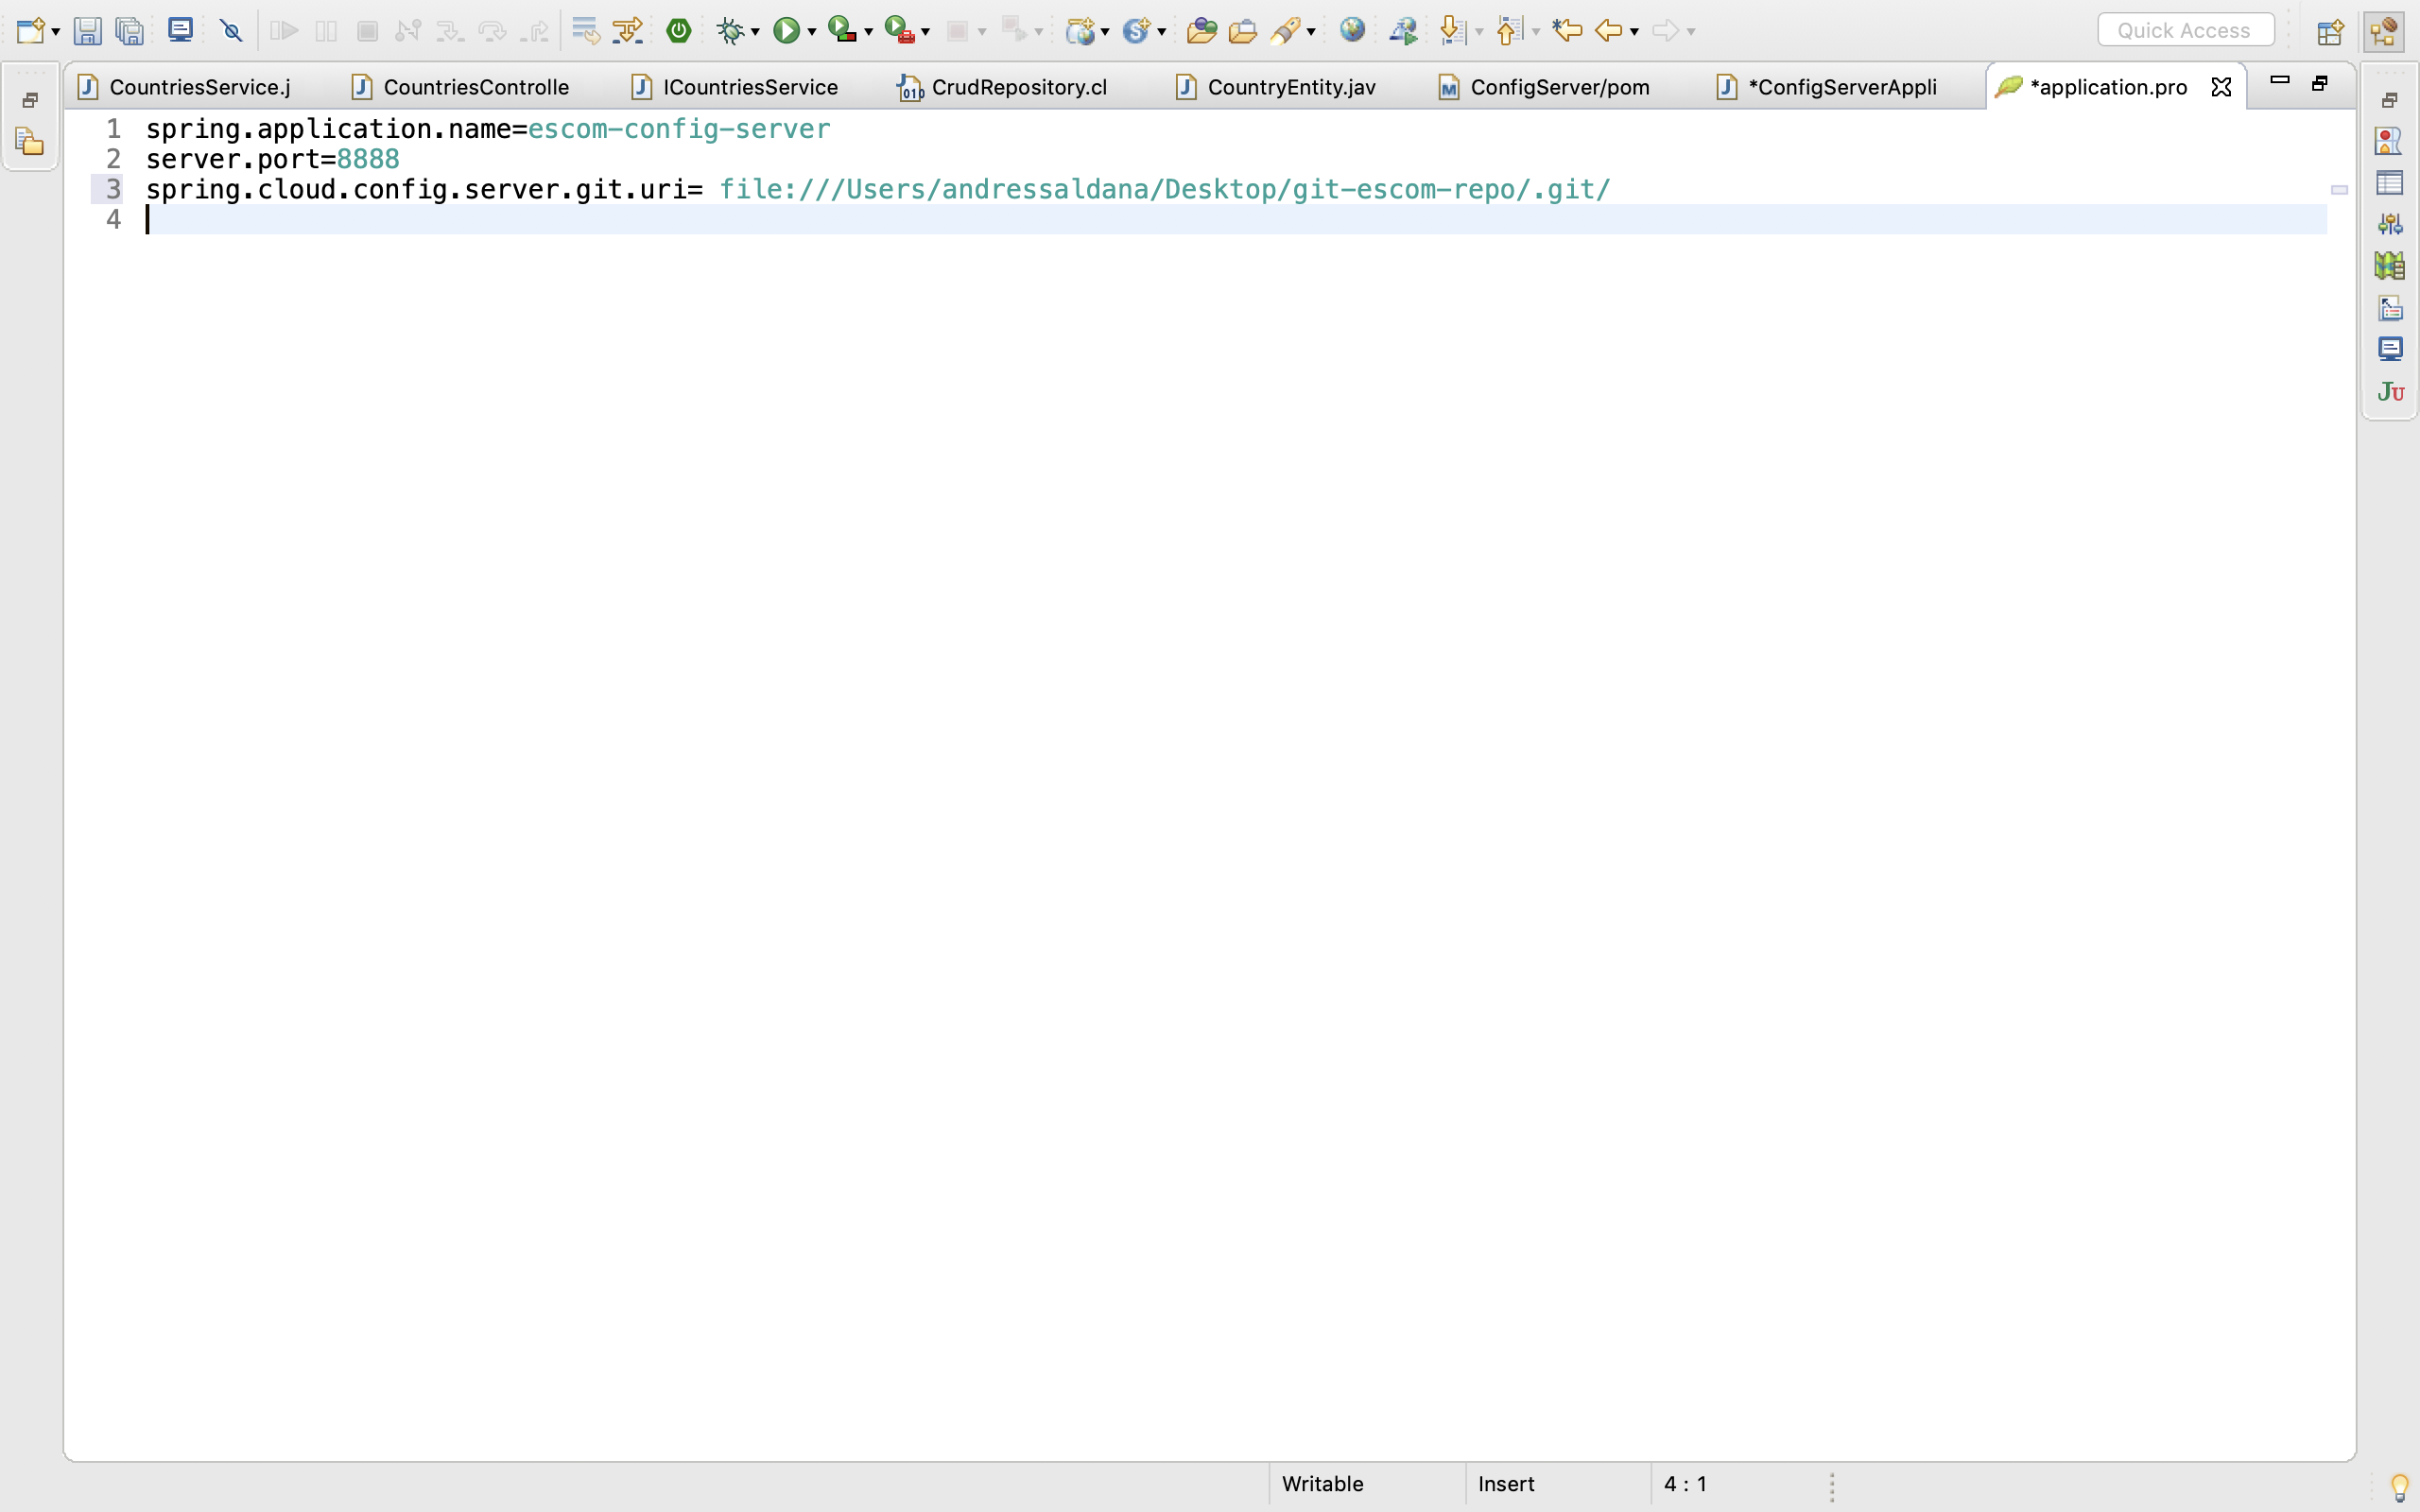 Quick Access
CountriesService.j
CountriesControlle
ICountriesService
CrudRepository.cl
CountryEntity.jav
ConfigServer/pom
*ConfigServerAppli
*application.pro
1 spring.application.name=escom-config-server
2 server.port=8888
3 spring.cloud.config.server.git.uri= file:///Users/andressaldana/Desktop/git-escom-repo/.git/
4
Writable
Insert
4 : 1